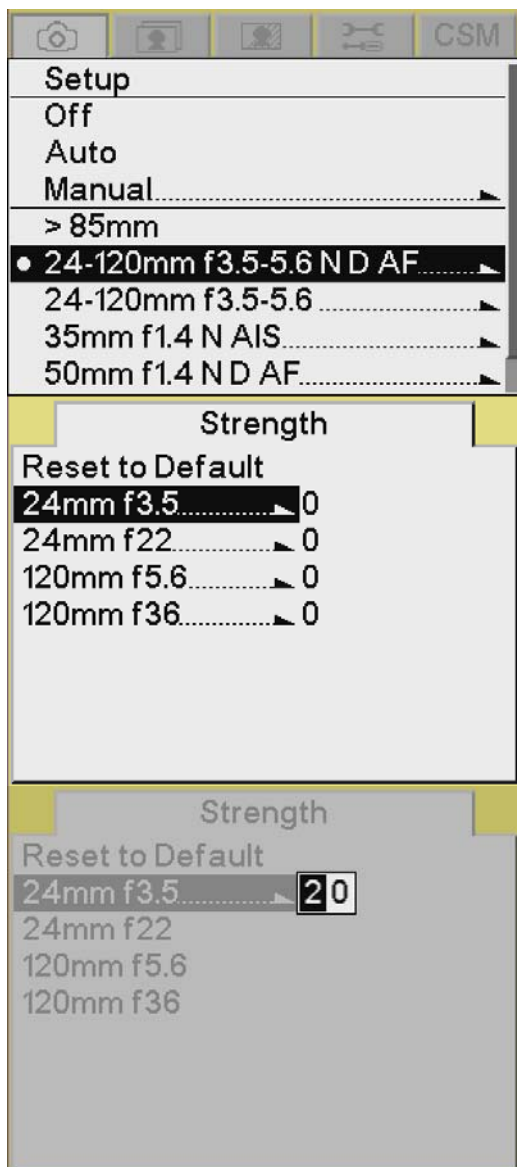 CSM
Setup
Off
Auto
Manual
> 85mm
24-120mm f3.5-5.6 N D AF
24-120mm f3.5-5.6
35mm f1.4 N AIS
50mm f1.4 N D AF
Strength
Reset to Default
24mm f3.5 0
24mm f22 0
120mm f5.6 0
120mm f36 0
Strength
Reset to Default
24mm f3.5 20
24mm f22
120mm f5.6
120mm f36